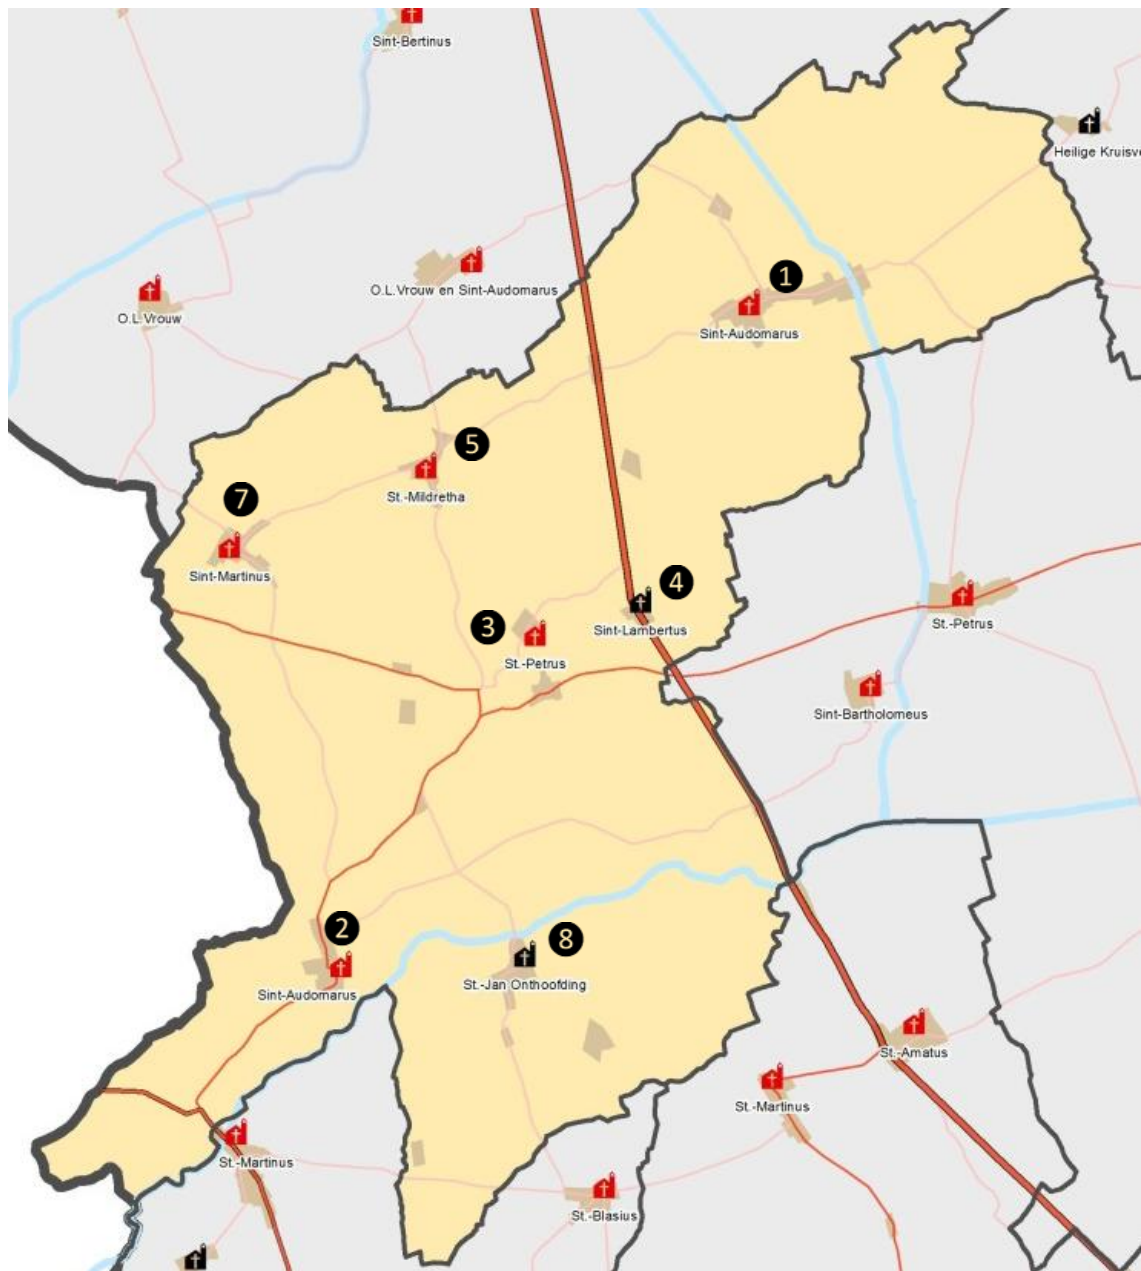 Sint-Bertinus
Heilige Kruisve
O.L.Vrouw en Sint-Audomarus
1
O.L.Vrouw
Sint-Audomarus
5
St.-Mildretha
7
Sint-Martinus
4
3
Sint-Lambertus
St.-Petrus
St.-Petrus
Sint-Bartholomeus
2
8
St.-Jan Onthoofding
Sint-Audomarus
St.-Amatus
St.-Martinus
St.-Martinus
St.-Blasius